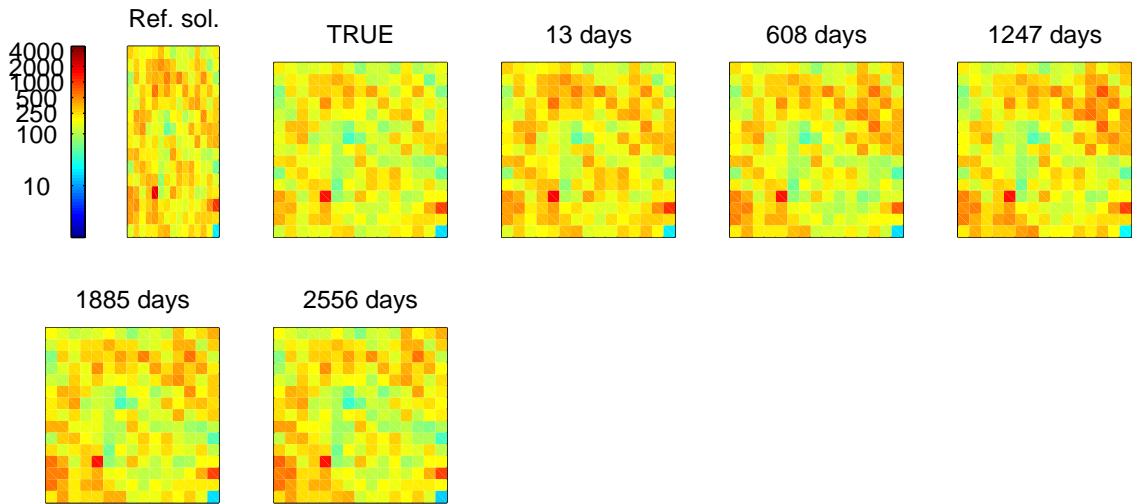 Ref. sol.
TRUE
13 days
608 days
1247 days
4000
2000
1000
500
250
100
10
1885 days
2556 days